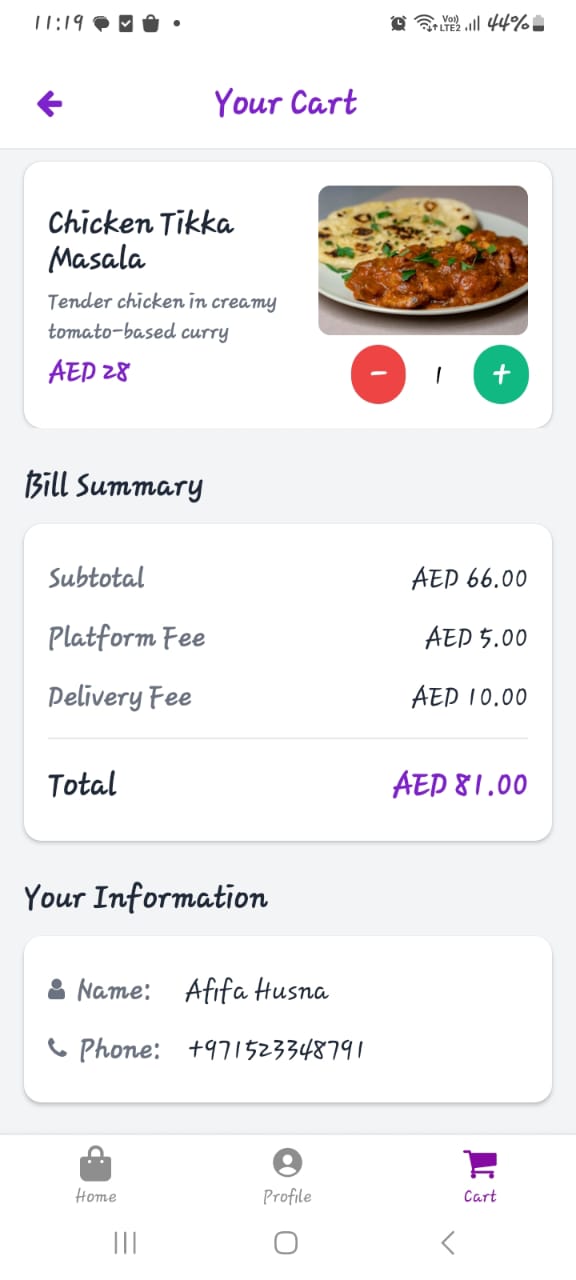 11:19 Vo)) LTE2 44%
Your Cart
Chicken Tikka
Masala
Tender chicken in creamy
tomato-based curry
AED 28
− 1 +
Bill Summary
Subtotal AED 66.00
Platform Fee AED 5.00
Delivery Fee AED 10.00
Total AED 81.00
Your Information
Name: Afifa Husna
Phone: +971523348791
Home Profile Cart